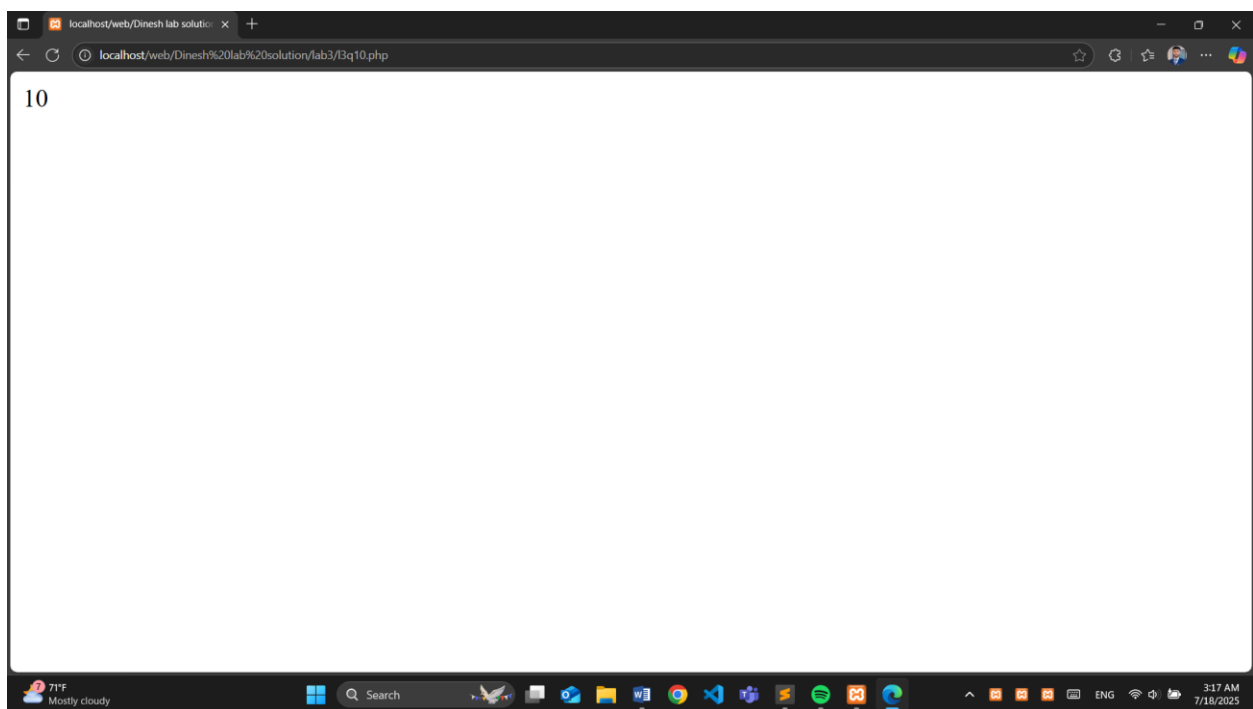 localhost/web/Dinesh lab solutio
localhost/web/Dinesh%20lab%20solution/lab3/l3q10.php
10
7
71°F
Mostly cloudy
Search
ENG
3:17 AM
7/18/2025